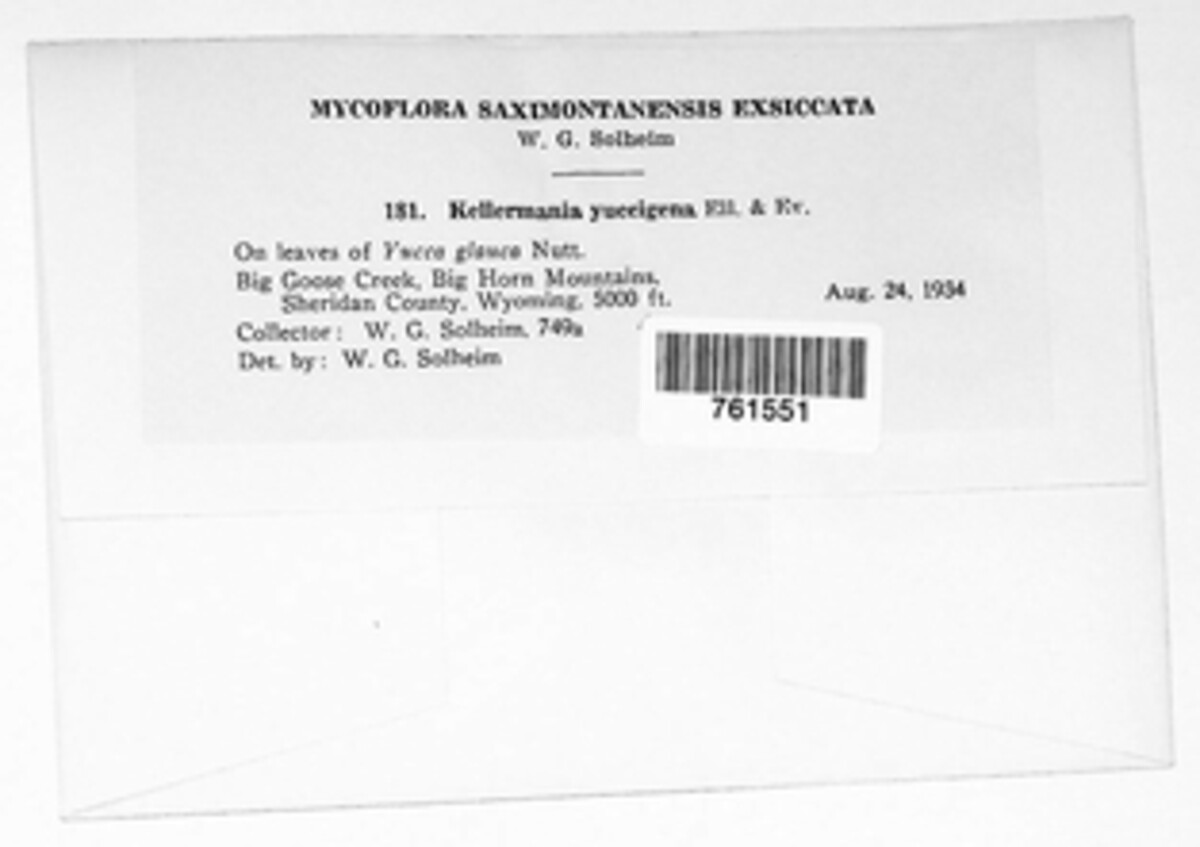 MYCOFLORA SAXIMONTANENSIS EXSICCATA
W. G. Solheim
181. Kellermania yuccigena Ell. & Ev.
On leaves of Yucca glauca Nutt.
Big Goose Creek, Big Horn Mountains,
Sheridan County, Wyoming, 5000 ft.
Aug. 24, 1934
Collector: W. G. Solheim, 749a
Det. by: W. G. Solheim
761551